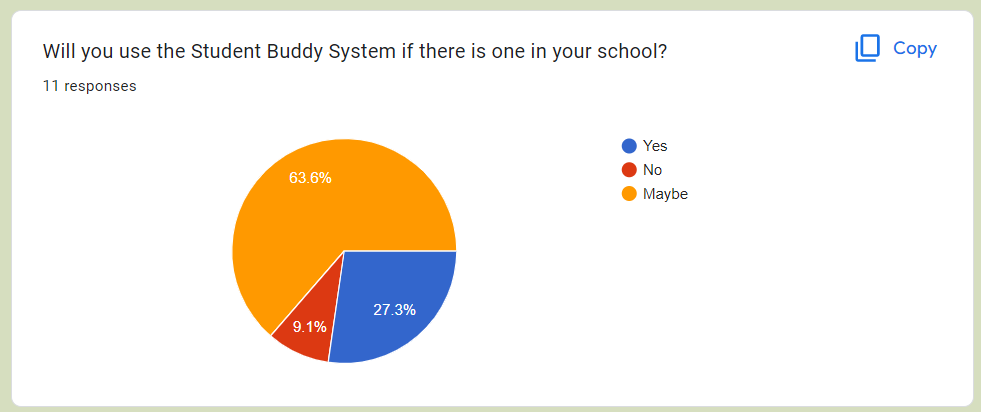 Will you use the Student Buddy System if there is one in your school?
Copy
11 responses
63.6%
27.3%
9.1%
Yes
No
Maybe